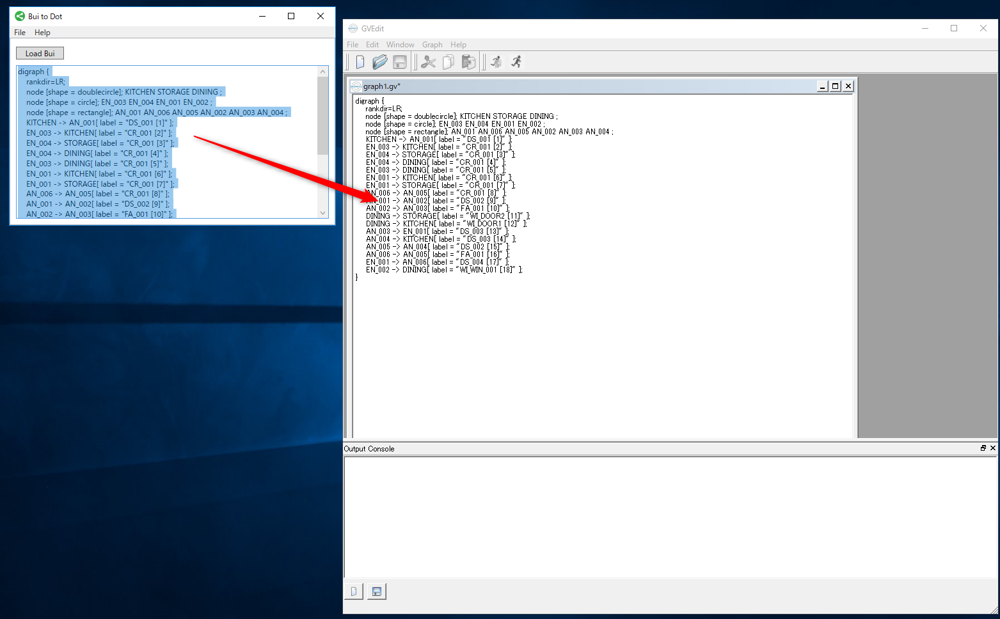 Bui to Dot
File Help
Load Bui
digraph {
rankdir=LR;
node [shape = doublecircle]; KITCHEN STORAGE DINING ;
node [shape = circle]; EN_003 EN_004 EN_001 EN_002 ;
node [shape = rectangle]; AN_001 AN_006 AN_005 AN_002 AN_003 AN_004 ;
KITCHEN -> AN_001[ label = "DS_001 [1]" ];
EN_003 -> KITCHEN[ label = "CR_001 [2]" ];
EN_004 -> STORAGE[ label = "CR_001 [3]" ];
EN_004 -> DINING[ label = "CR_001 [4]" ];
EN_003 -> DINING[ label = "CR_001 [5]" ];
EN_001 -> KITCHEN[ label = "CR_001 [6]" ];
EN_001 -> STORAGE[ label = "CR_001 [7]" ];
AN_006 -> AN_005[ label = "CR_001 [8]" ];
AN_001 -> AN_002[ label = "DS_002 [9]" ];
AN_002 -> AN_003[ label = "FA_001 [10]" ];
GVEdit
File Edit Window Graph Help
graph1.gv*
digraph {
rankdir=LR;
node [shape = doublecircle]; KITCHEN STORAGE DINING ;
node [shape = circle]; EN_003 EN_004 EN_001 EN_002 ;
node [shape = rectangle]; AN_001 AN_006 AN_005 AN_002 AN_003 AN_004 ;
KITCHEN -> AN_001[ label = "DS_001 [1]" ];
EN_003 -> KITCHEN[ label = "CR_001 [2]" ];
EN_004 -> STORAGE[ label = "CR_001 [3]" ];
EN_004 -> DINING[ label = "CR_001 [4]" ];
EN_003 -> DINING[ label = "CR_001 [5]" ];
EN_001 -> KITCHEN[ label = "CR_001 [6]" ];
EN_001 -> STORAGE[ label = "CR_001 [7]" ];
AN_006 -> AN_005[ label = "CR_001 [8]" ];
AN_001 -> AN_002[ label = "DS_002 [9]" ];
AN_002 -> AN_003[ label = "FA_001 [10]" ];
DINING -> STORAGE[ label = "WI_DOOR2 [11]" ];
DINING -> KITCHEN[ label = "WI_DOOR1 [12]" ];
AN_003 -> EN_001[ label = "DS_003 [13]" ];
AN_004 -> KITCHEN[ label = "DS_003 [14]" ];
AN_005 -> AN_004[ label = "DS_002 [15]" ];
AN_006 -> AN_005[ label = "FA_001 [16]" ];
EN_001 -> AN_006[ label = "DS_004 [17]" ];
EN_002 -> DINING[ label = "WI_WIN_001 [18]" ];
}
Output Console